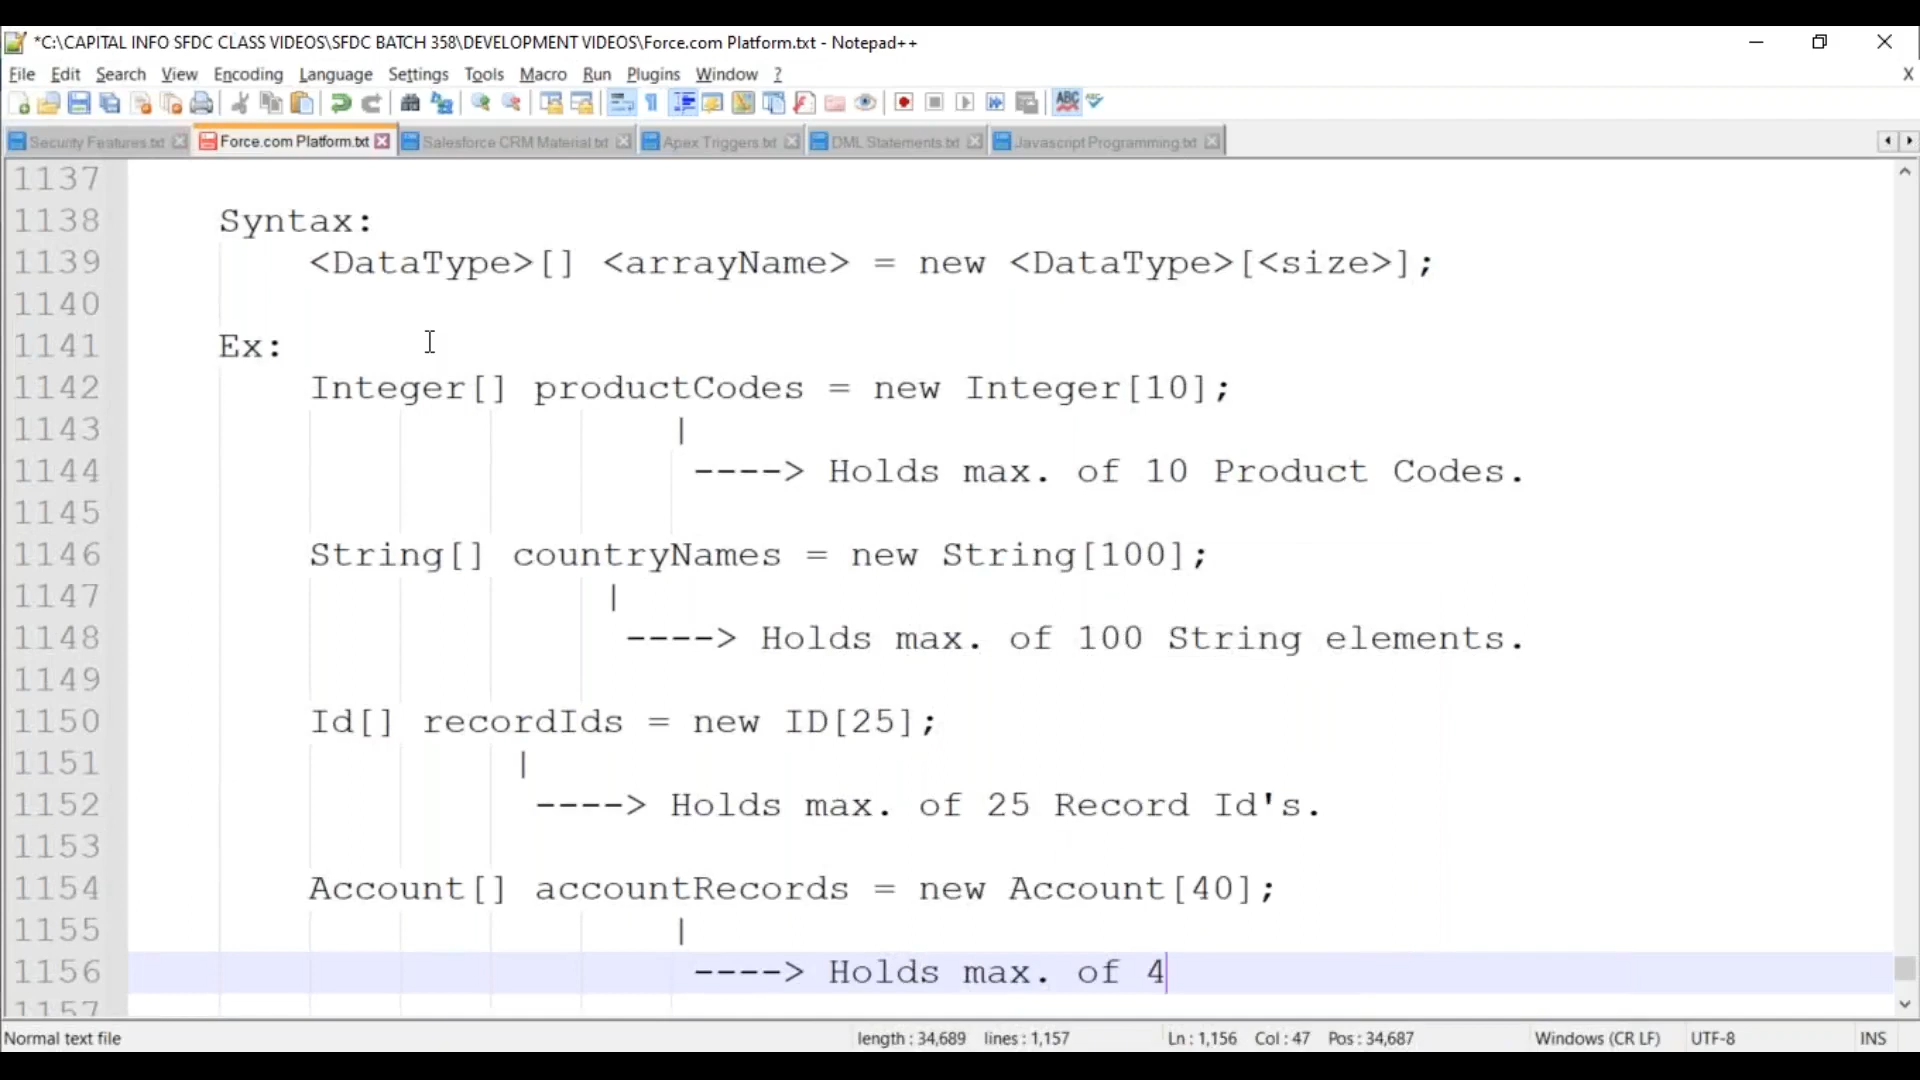 *C:\CAPITAL INFO SFDC CLASS VIDEOS\SFDC BATCH 358\DEVELOPMENT VIDEOS\Force.com Platform.txt - Notepad++
File Edit Search View Encoding Language Settings Tools Macro Run Plugins Window ? X
Security Features.txt Force.com Platform.txt Salesforce CRM Material.txt Apex Triggers.txt DML Statements.txt Javascript Programming.txt
1137
1138 Syntax:
1139 <DataType>[] <arrayName> = new <DataType>[<size>];
1140
1141 Ex:
1142 Integer[] productCodes = new Integer[10];
1143 |
1144 ----> Holds max. of 10 Product Codes.
1145
1146 String[] countryNames = new String[100];
1147 |
1148 ----> Holds max. of 100 String elements.
1149
1150 Id[] recordIds = new ID[25];
1151 |
1152 ----> Holds max. of 25 Record Id's.
1153
1154 Account[] accountRecords = new Account[40];
1155 |
1156 ----> Holds max. of 4
1157
Normal text file length : 34,689 lines : 1,157 Ln : 1,156 Col : 47 Pos : 34,687 Windows (CR LF) UTF-8 INS